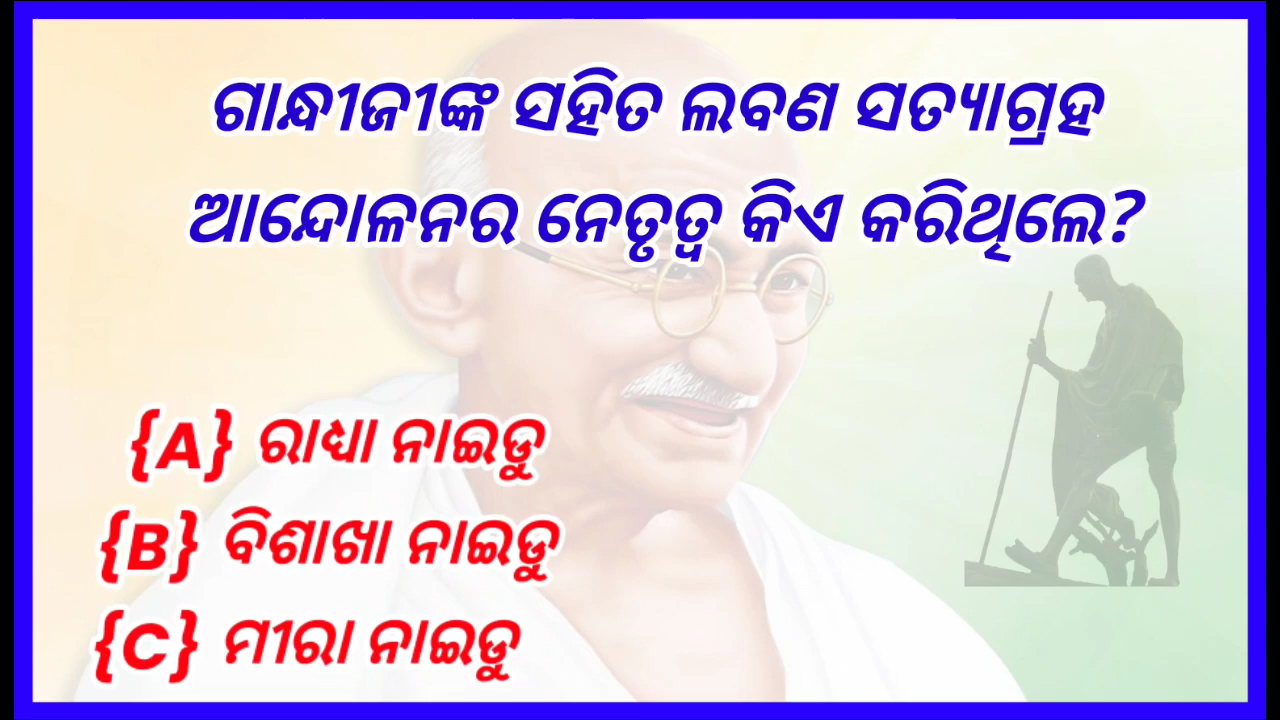 ଗାନ୍ଧୀଜୀଙ୍କ ସହିତ ଲବଣ ସତ୍ୟାଗ୍ରହ
ଆନ୍ଦୋଳନର ନେତୃତ୍ୱ କିଏ କରିଥିଲେ?
{A} ରାଧା ନାଇଡୁ
{B} ବିଶାଖା ନାଇଡୁ
{C} ମୀରା ନାଇଡୁ